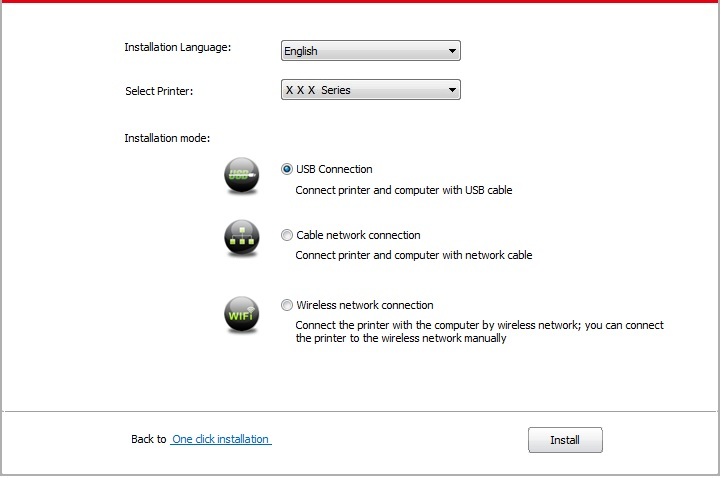 Installation Language:
English
Select Printer:
X X X Series
Installation mode:
USB
USB Connection
Connect printer and computer with USB cable
Cable network connection
Connect printer and computer with network cable
WiFi
Wireless network connection
Connect the printer with the computer by wireless network; you can connect
the printer to the wireless network manually
Back to One click installation
Install